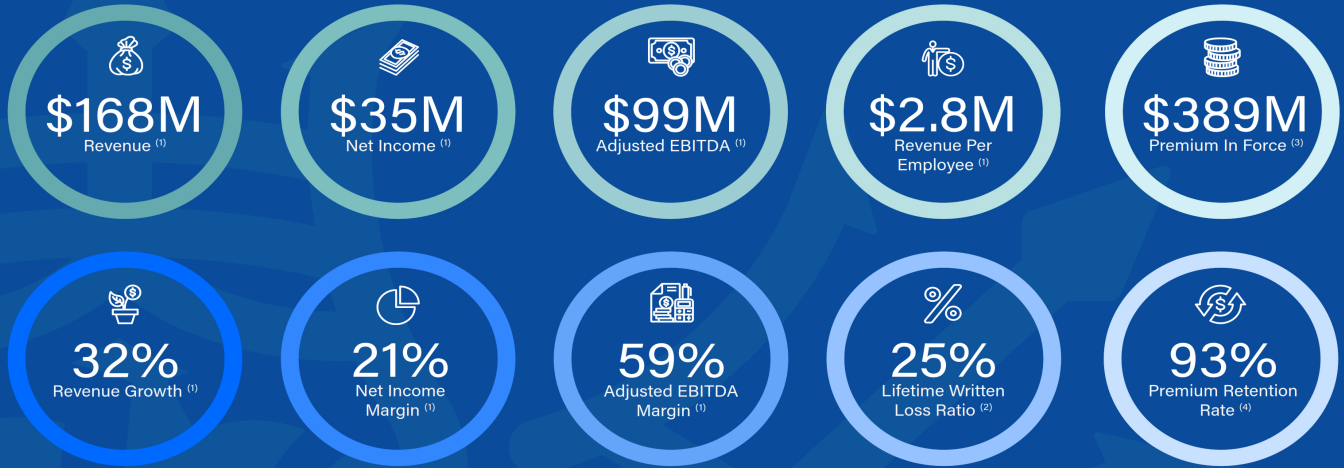 $168M
Revenue (1)
$35M
Net Income (1)
$99M
Adjusted EBITDA (1)
$2.8M
Revenue Per
Employee (1)
$389M
Premium In Force (3)
32%
Revenue Growth (1)
21%
Net Income
Margin (1)
59%
Adjusted EBITDA
Margin (1)
25%
Lifetime Written
Loss Ratio (2)
93%
Premium Retention
Rate (4)